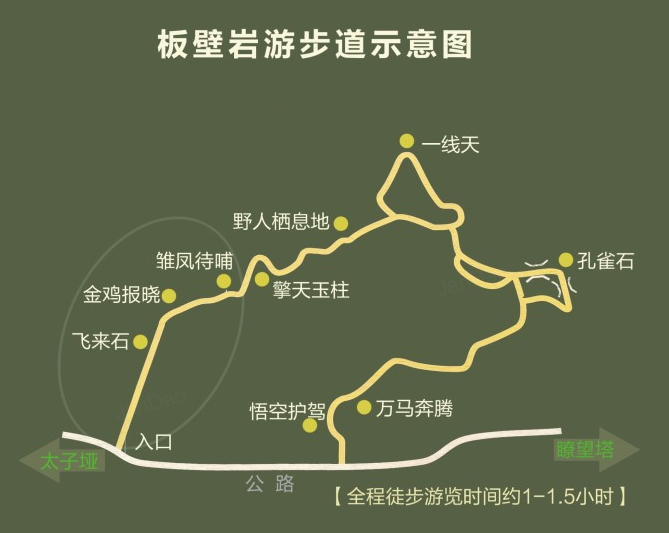 板壁岩游步道示意图
一线天
野人栖息地
孔雀石
雏凤待哺
擎天玉柱
金鸡报晓
飞来石
悟空护驾
万马奔腾
入口
太子垭
瞭望塔
公 路
【 全程徒步游览时间约1-1.5小时 】